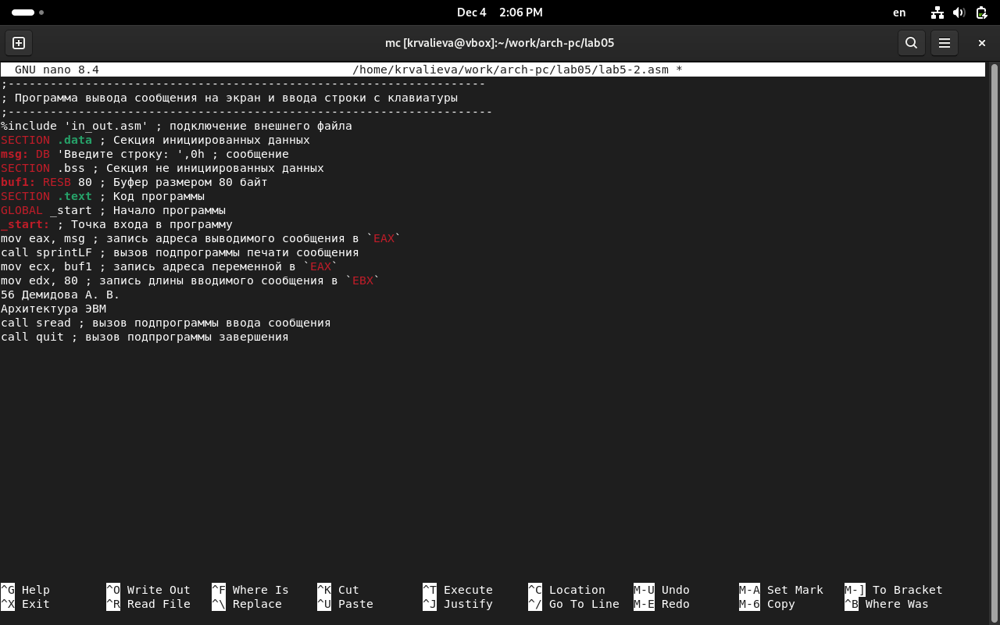 Dec 4 2:06 PM en
mc [krvalieva@vbox]:~/work/arch-pc/lab05
GNU nano 8.4 /home/krvalieva/work/arch-pc/lab05/lab5-2.asm *
;--------------------------------------------------------------------
; Программа вывода сообщения на экран и ввода строки с клавиатуры
;---------------------------------------------------------------------
%include 'in_out.asm' ; подключение внешнего файла
SECTION .data ; Секция инициированных данных
msg: DB 'Введите строку: ',0h ; сообщение
SECTION .bss ; Секция не инициированных данных
buf1: RESB 80 ; Буфер размером 80 байт
SECTION .text ; Код программы
GLOBAL _start ; Начало программы
_start: ; Точка входа в программу
mov eax, msg ; запись адреса выводимого сообщения в `EAX`
call sprintLF ; вызов подпрограммы печати сообщения
mov ecx, buf1 ; запись адреса переменной в `EAX`
mov edx, 80 ; запись длины вводимого сообщения в `EBX`
56 Демидова А. В.
Архитектура ЭВМ
call sread ; вызов подпрограммы ввода сообщения
call quit ; вызов подпрограммы завершения
^G Help ^O Write Out ^F Where Is ^K Cut ^T Execute ^C Location M-U Undo M-A Set Mark M-] To Bracket
^X Exit ^R Read File ^\ Replace ^U Paste ^J Justify ^/ Go To Line M-E Redo M-6 Copy ^B Where Was